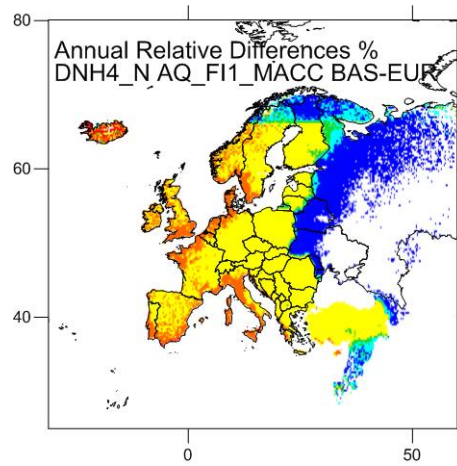 80
Annual Relative Differences %
DNH4_N AQ_FI1_MACC BAS-EUR
60
40
0
50